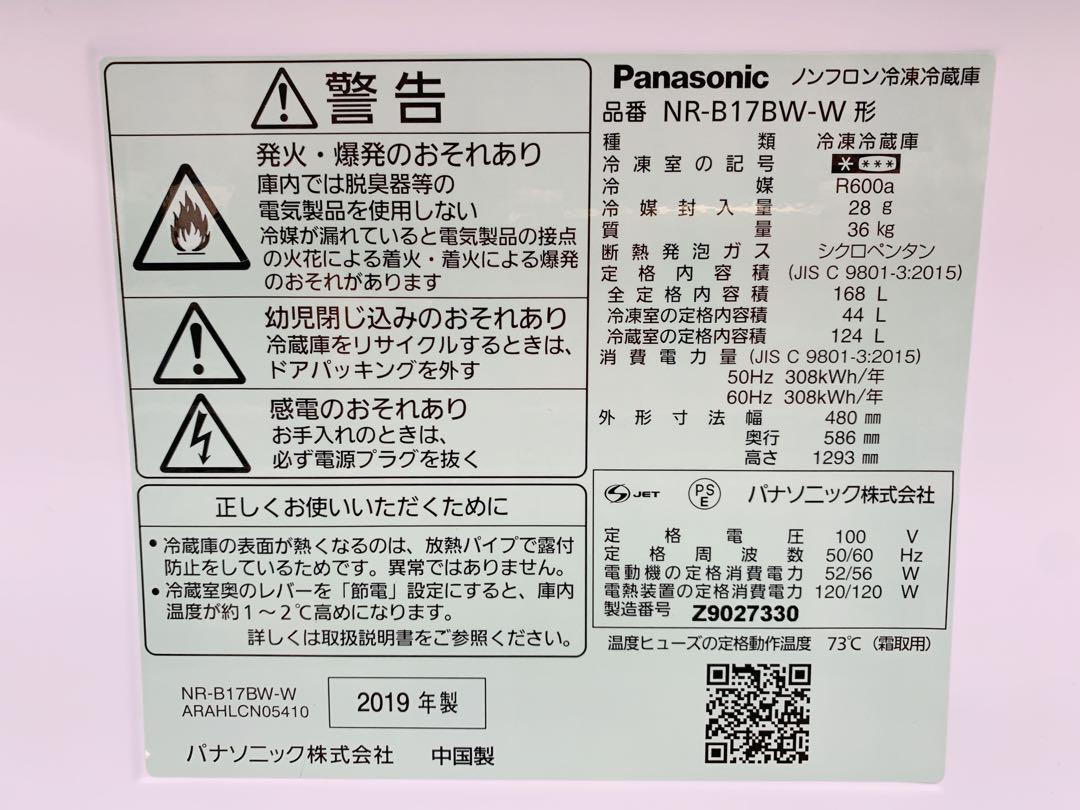 警告
発火・爆発のおそれあり
庫内では脱臭器等の
電気製品を使用しない
冷媒が漏れていると電気製品の接点
の火花による着火・着火による爆発
のおそれがあります
幼児閉じ込みのおそれあり
冷蔵庫をリサイクルするときは、
ドアパッキングを外す
感電のおそれあり
お手入れのときは、
必ず電源プラグを抜く
正しくお使いいただくために
• 冷蔵庫の表面が熱くなるのは、放熱パイプで露付
防止をしているためです。異常ではありません。
• 冷蔵室奥のレバーを「節電」設定にすると、庫内
温度が約1～2℃高めになります。
詳しくは取扱説明書をご参照ください。
NR-B17BW-W
ARAHLCN05410
2019 年製
パナソニック株式会社 中国製
Panasonic ノンフロン冷凍冷蔵庫
品番 NR-B17BW-W 形
種類 冷凍冷蔵庫
冷凍室の記号 * ***
冷媒 R600a
冷媒封入量 28 g
質量 36 kg
断熱発泡ガス シクロペンタン
定格内容積 (JIS C 9801-3:2015)
全定格内容積 168 L
冷凍室の定格内容積 44 L
冷蔵室の定格内容積 124 L
消費電力量 (JIS C 9801-3:2015)
50Hz 308kWh/年
60Hz 308kWh/年
外形寸法 幅 480 mm
奥行 586 mm
高さ 1293 mm
S JET PS E パナソニック株式会社
定格電圧 100 V
定格周波数 50/60 Hz
電動機の定格消費電力 52/56 W
電熱装置の定格消費電力 120/120 W
製造番号 Z9027330
温度ヒューズの定格動作温度 73℃ (霜取用)